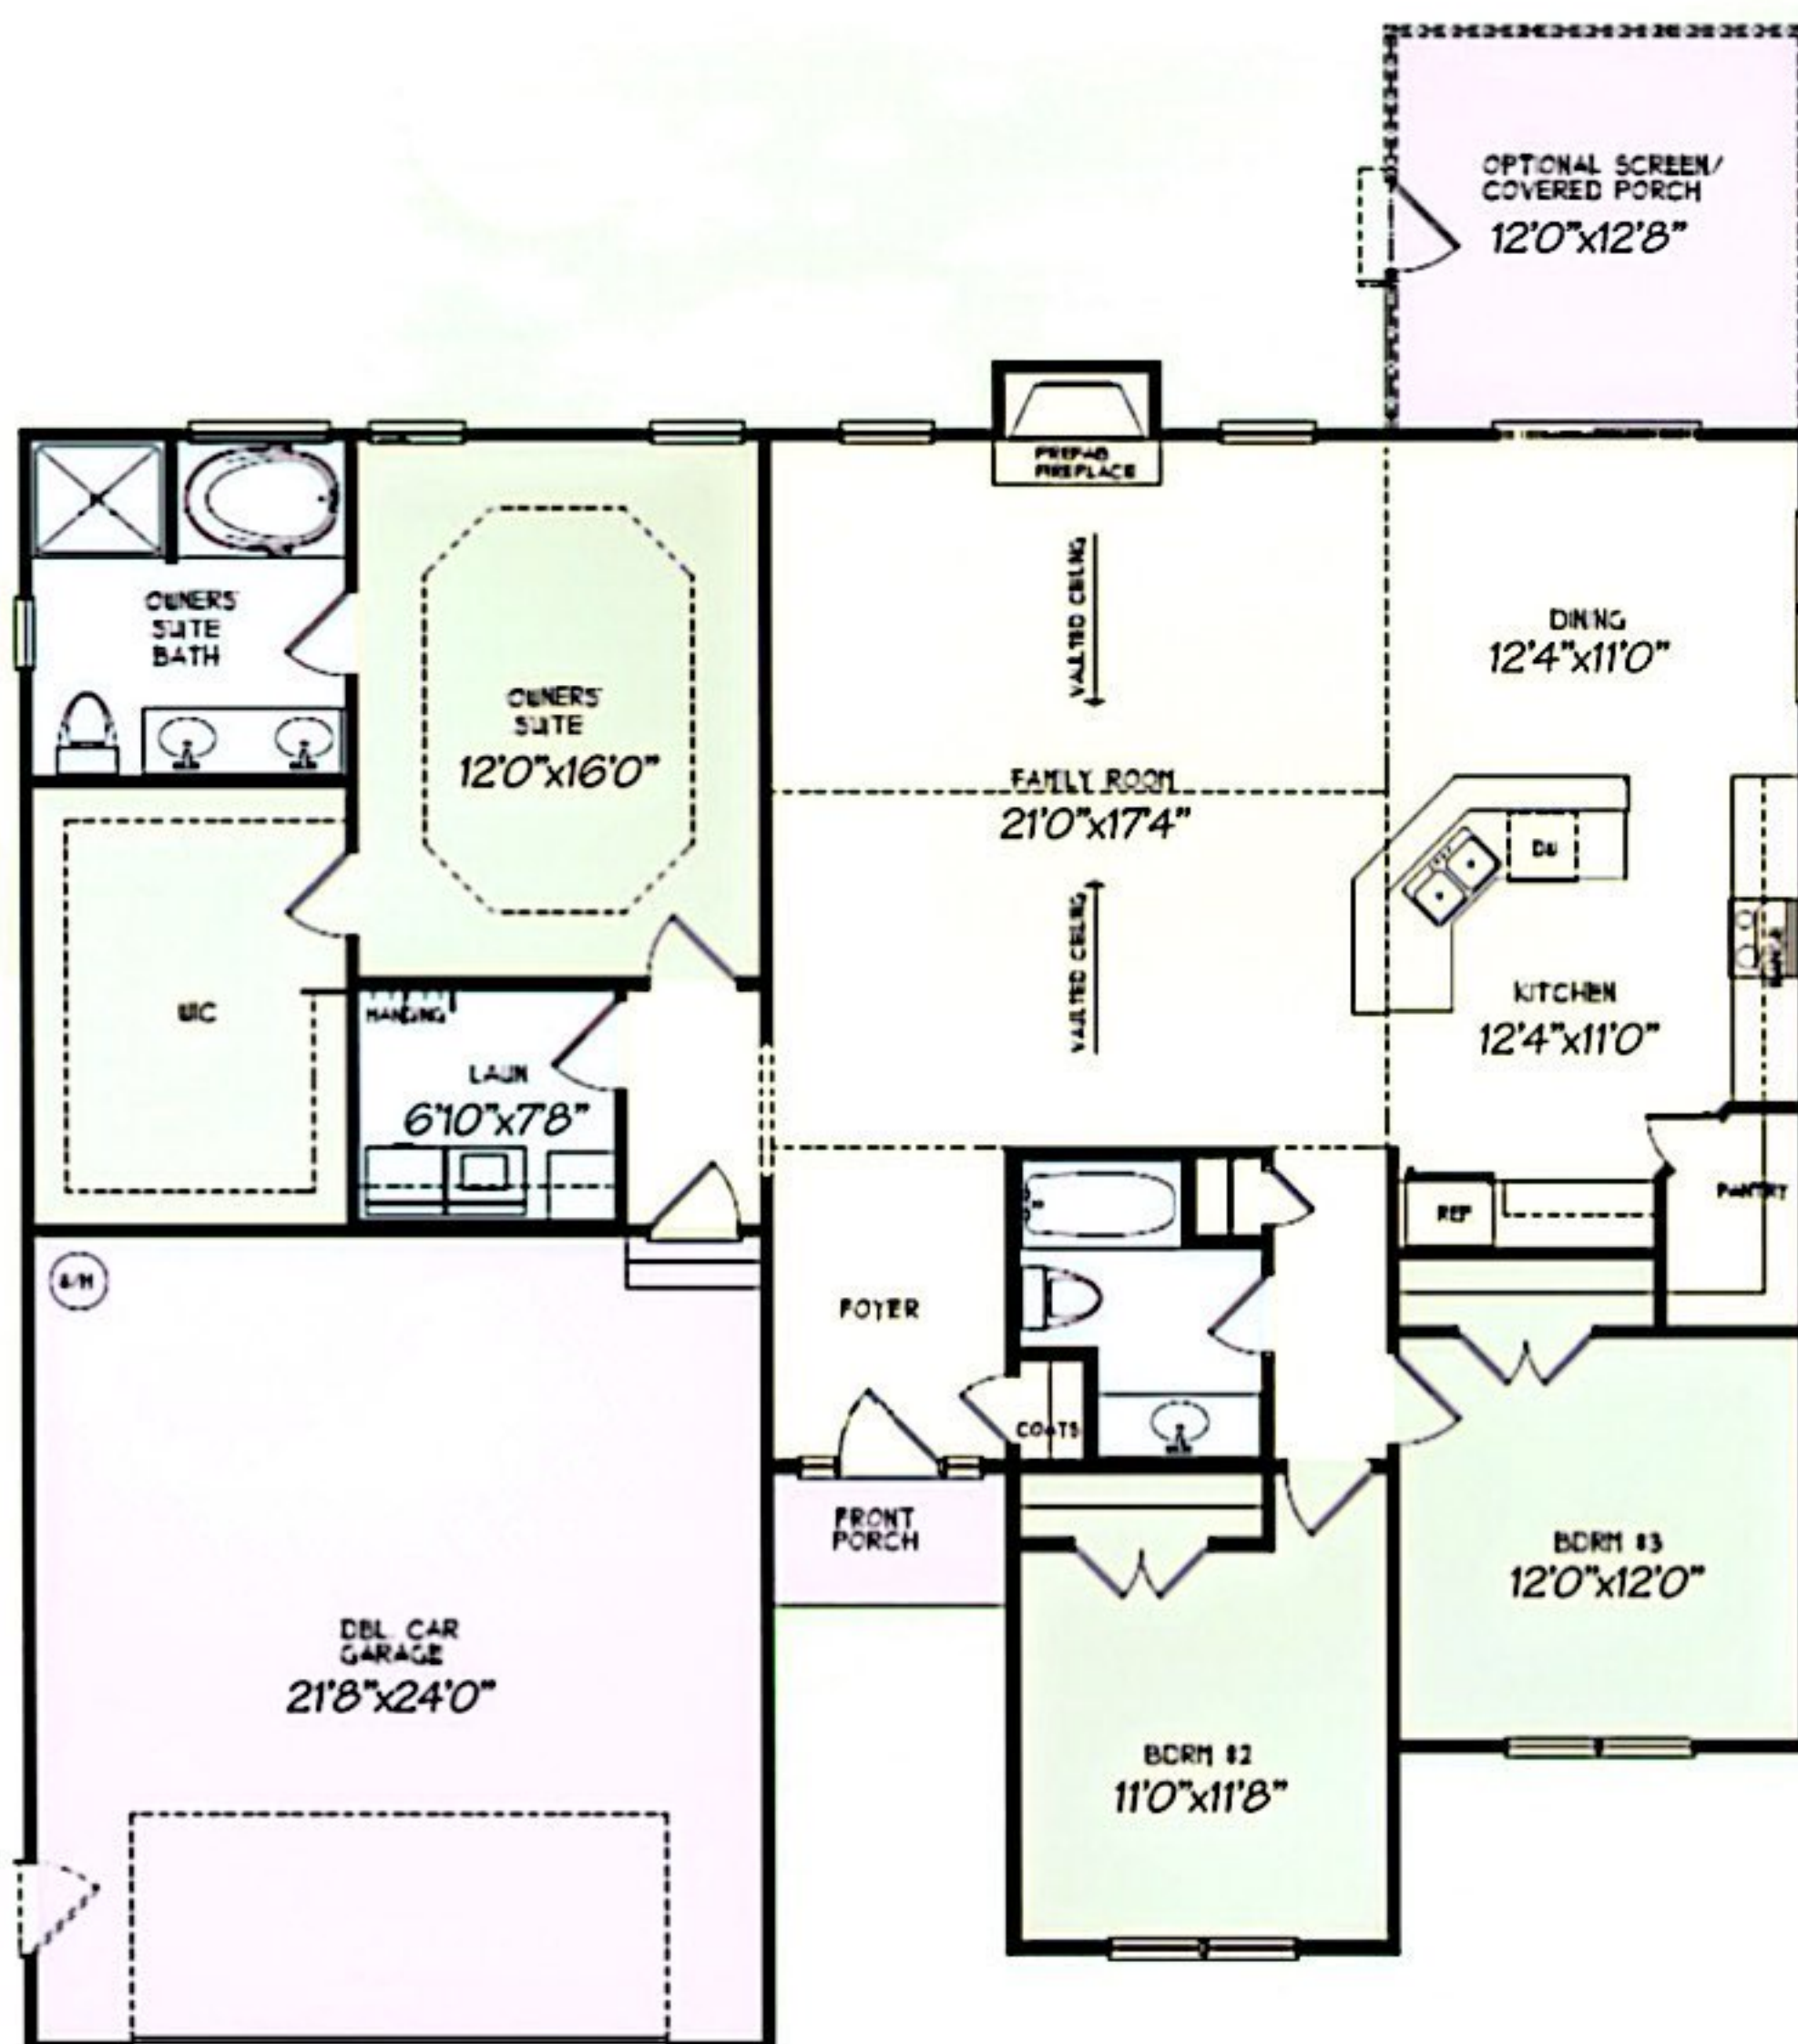 OPTIONAL SCREEN/
COVERED PORCH
12'0"x12'8"
PREFAB
FIREPLACE
VAULTED CEILING
OWNERS'
SUITE
BATH
OWNERS'
SUITE
12'0"x16'0"
DINING
12'4"x11'0"
FAMILY ROOM
21'0"x17'4"
DW
VAULTED CEILING
RANGE
KITCHEN
12'4"x11'0"
WIC
HANGING
LAUN
6'10"x7'8"
PANTRY
REF
FOYER
COATS
FRONT
PORCH
BDRM #3
12'0"x12'0"
DBL. CAR
GARAGE
21'8"x24'0"
BDRM #2
11'0"x11'8"